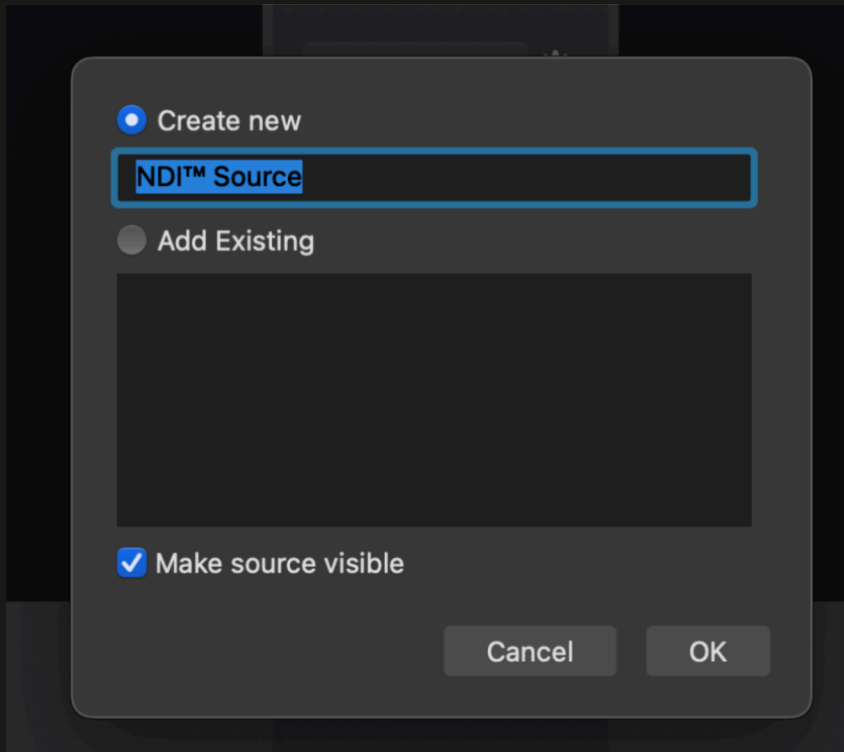 Create new
NDI™ Source
Add Existing
Make source visible
Cancel
OK